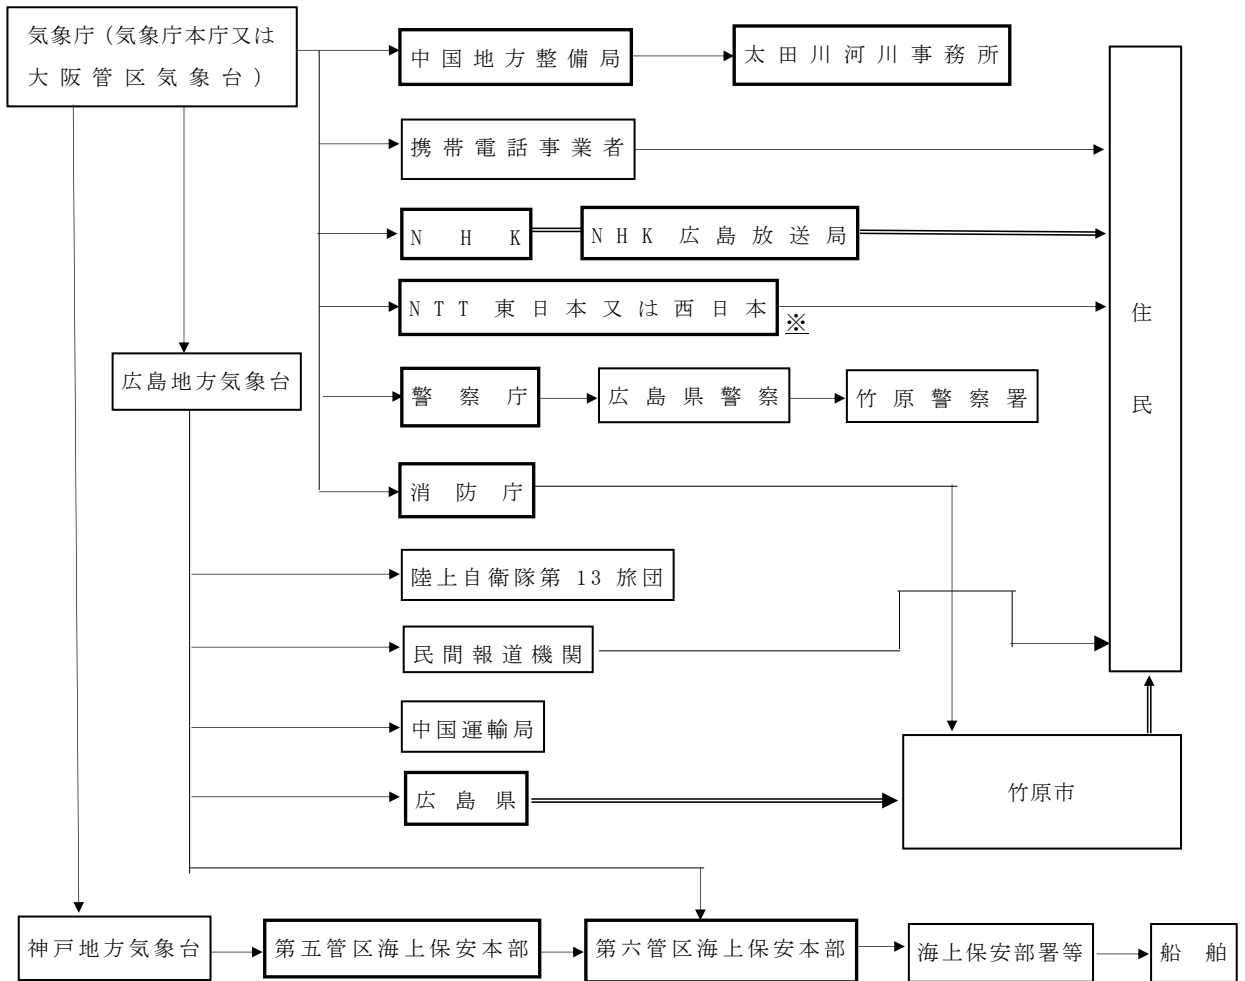 気象庁(気象庁本庁又は
大阪管区気象台)
中国地方整備局
太田川河川事務所
携帯電話事業者
NHK
NHK広島放送局
NTT東日本又は西日本
※
住
民
広島地方気象台
警察庁
広島県警察
竹原警察署
消防庁
陸上自衛隊第 13 旅団
民間報道機関
中国運輸局
広島県
竹原市
神戸地方気象台
第五管区海上保安本部
第六管区海上保安本部
海上保安部署等
船舶